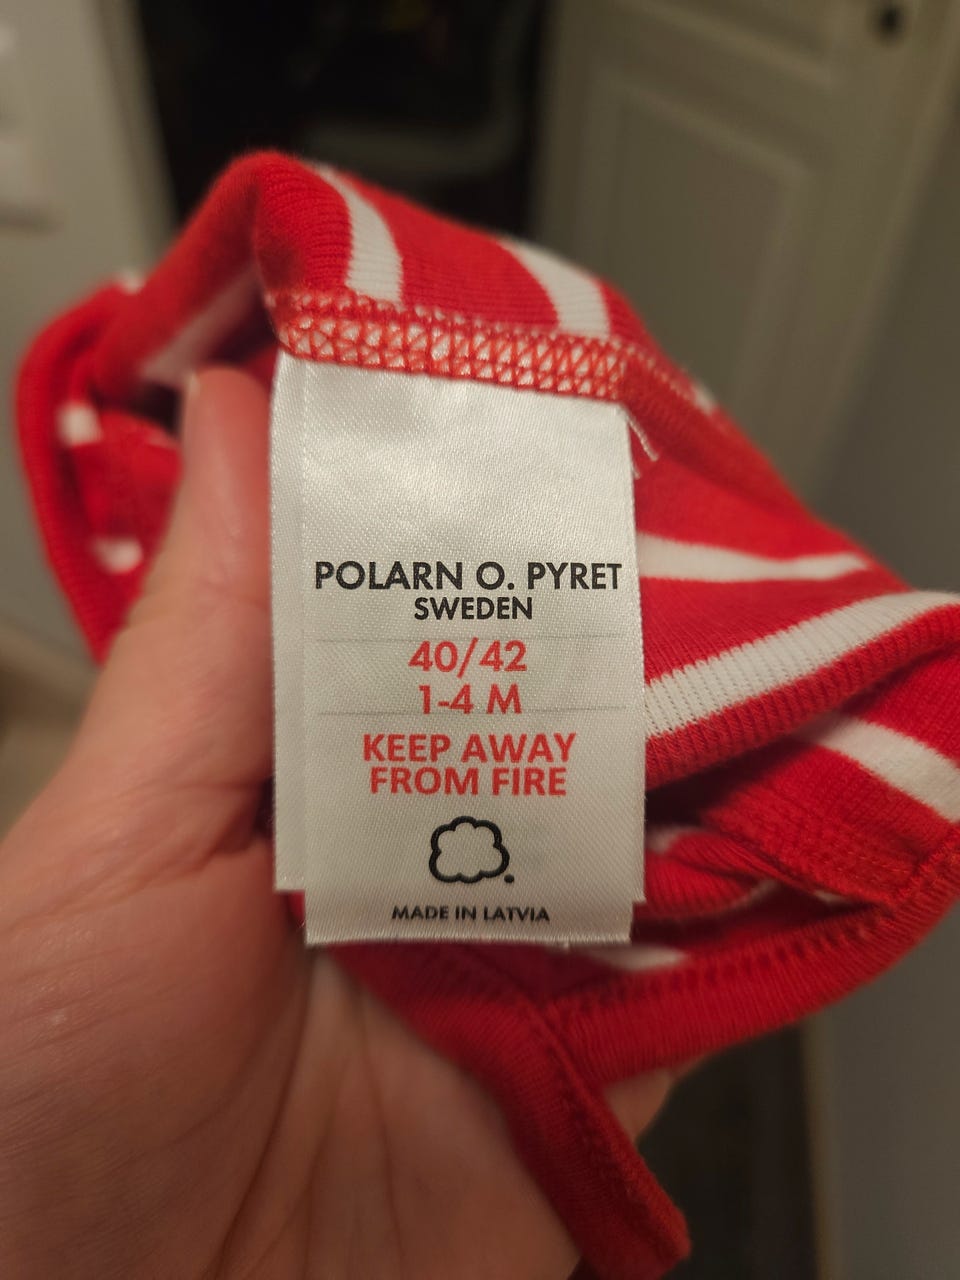 POLARN O. PYRET
SWEDEN
40/42
1-4 M
KEEP AWAY
FROM FIRE
MADE IN LATVIA